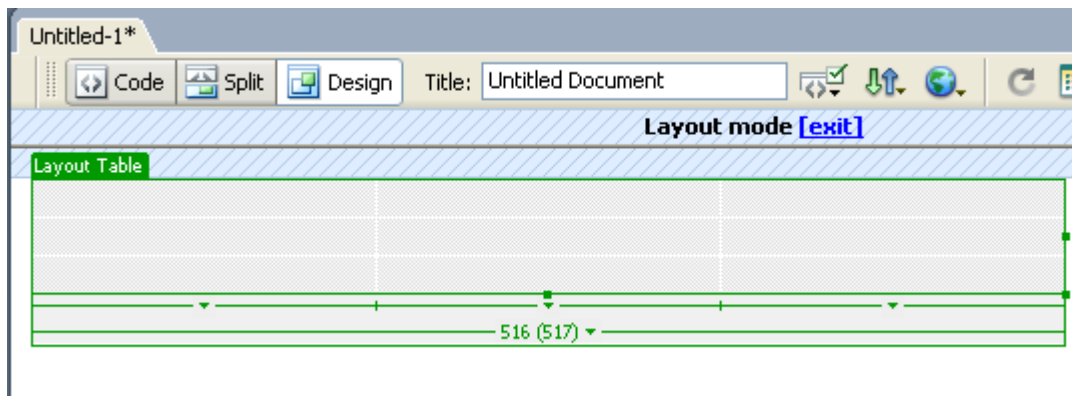 Untitled-1*
Code Split Design Title: Untitled Document
Layout mode [exit]
Layout Table
516 (517)